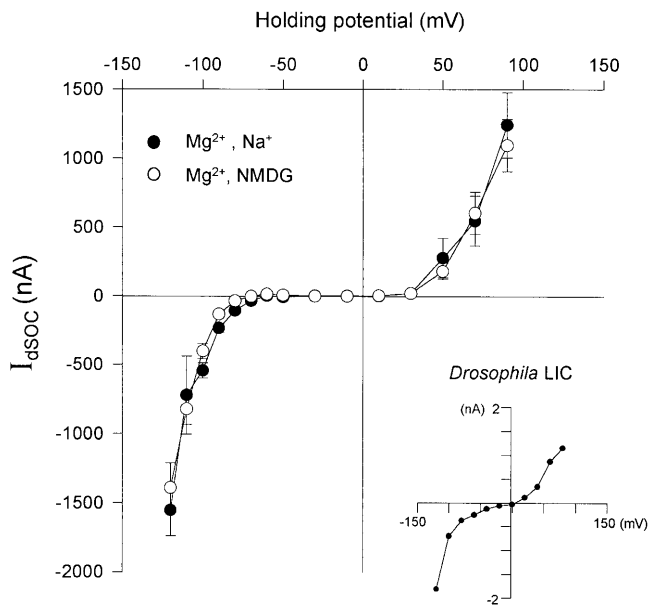 Holding potential (mV)
-150 -100 -50 0 50 100 150
1500
1000
500
0
-500
-1000
-1500
-2000
I dSOC (nA)
Mg²⁺ , Na⁺
Mg²⁺, NMDG
Drosophila LIC
(nA) 2
-150 150 (mV)
-2